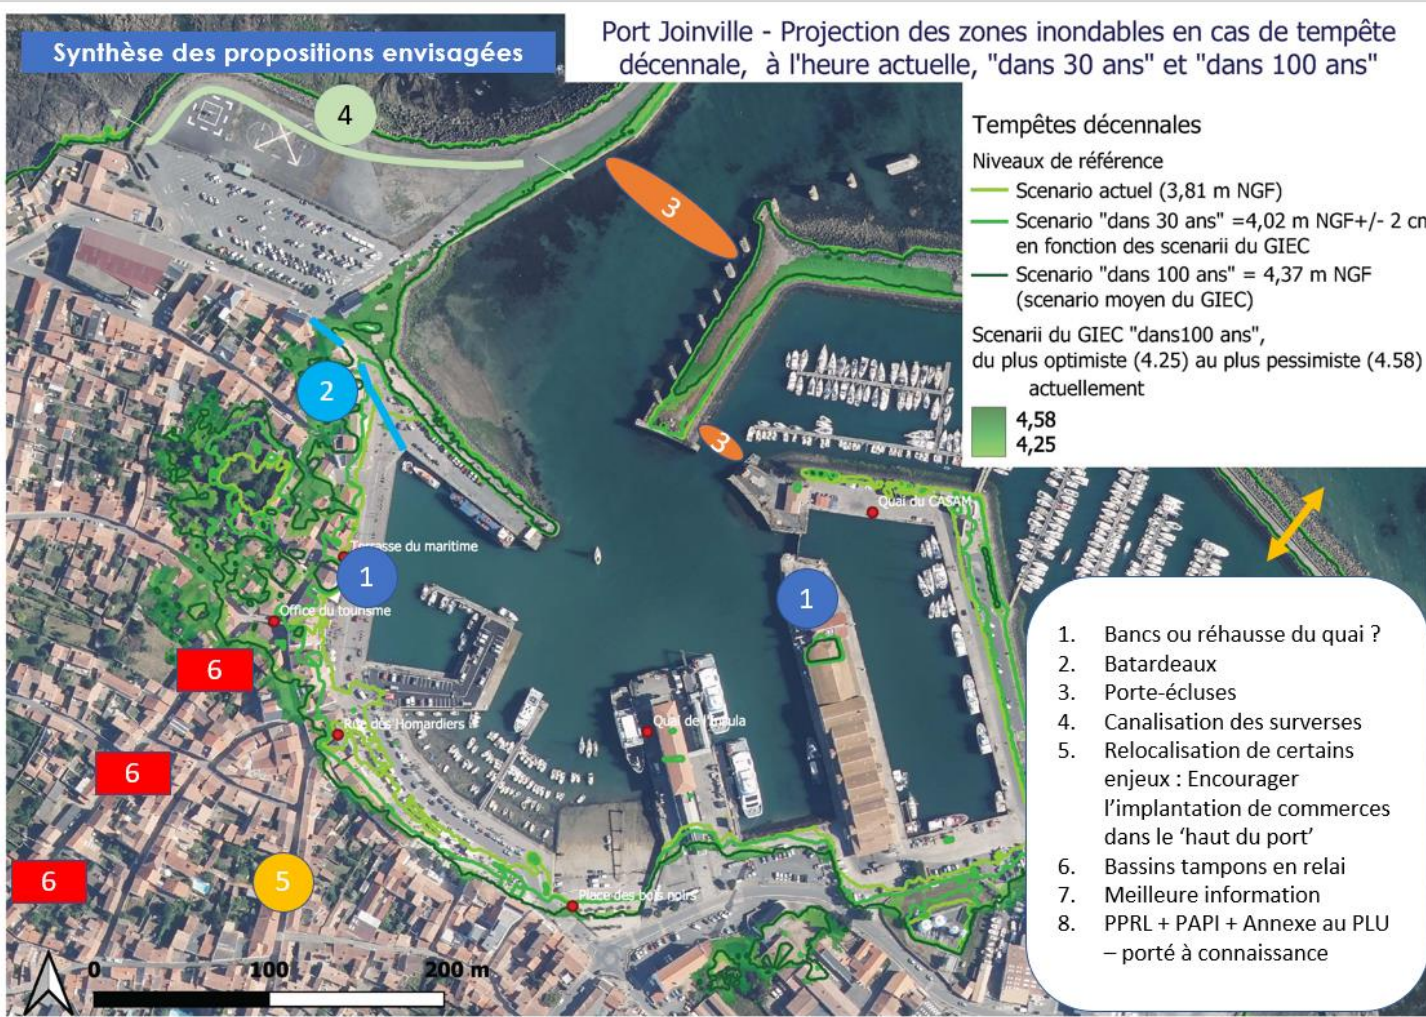 Synthèse des propositions envisagées
Port Joinville - Projection des zones inondables en cas de tempête
décennale, à l'heure actuelle, "dans 30 ans" et "dans 100 ans"
Tempêtes décennales
Niveaux de référence
Scenario actuel (3,81 m NGF)
Scenario "dans 30 ans" =4,02 m NGF+/- 2 cm
en fonction des scenarii du GIEC
Scenario "dans 100 ans" = 4,37 m NGF
(scenario moyen du GIEC)
Scenarii du GIEC "dans100 ans",
du plus optimiste (4.25) au plus pessimiste (4.58)
actuellement
4,58
4,25
4
3
2
3
Quai du CASAM
Terrasse du maritime
1
1
Office du tourisme
6
Rue des Homardiers
Quai de l'Insula
6
6
5
Place des bois noirs
0
100
200 m
1. Bancs ou réhausse du quai ?
2. Batardeaux
3. Porte-écluses
4. Canalisation des surverses
5. Relocalisation de certains
enjeux : Encourager
l'implantation de commerces
dans le 'haut du port'
6. Bassins tampons en relai
7. Meilleure information
8. PPRL + PAPI + Annexe au PLU
– porté à connaissance